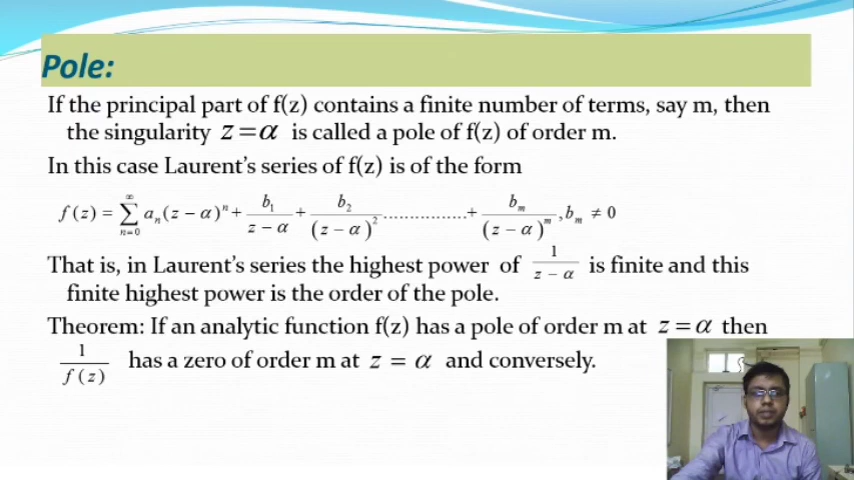 Pole:
If the principal part of f(z) contains a finite number of terms, say m, then
the singularity z=α is called a pole of f(z) of order m.
In this case Laurent's series of f(z) is of the form
f(z) = ∑_{n=0}^{∞} a_n(z − α)^n + b_1/(z − α) + b_2/(z − α)^2 ................+ b_m/(z − α)^m , b_m ≠ 0
That is, in Laurent's series the highest power of 1/(z − α) is finite and this
finite highest power is the order of the pole.
Theorem: If an analytic function f(z) has a pole of order m at z = α then
1/f(z) has a zero of order m at z = α and conversely.